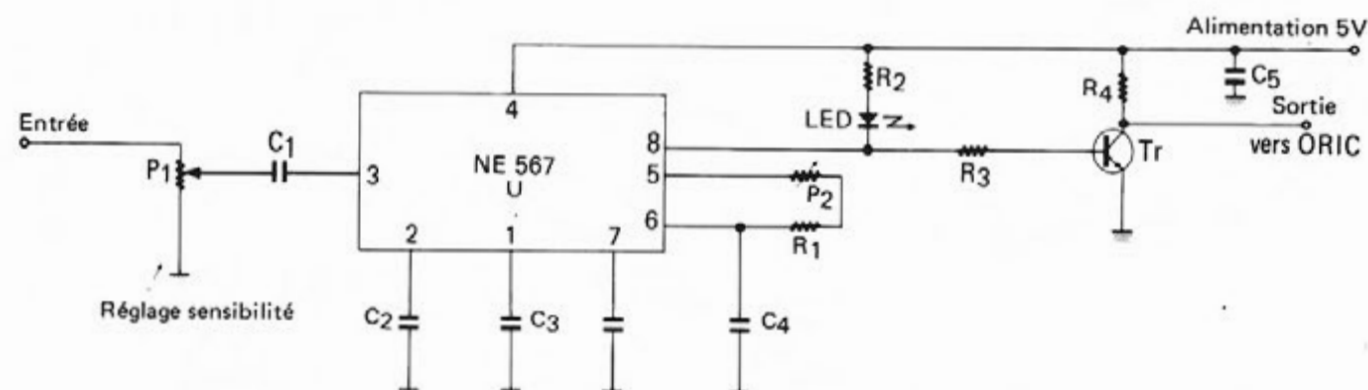 Alimentation 5V
R2
R4
C5
Sortie
vers ORIC
LED
Tr
Entrée
P1
C1
3
4
NE 567
U
8
5
6
2
1
7
R3
P2
R1
Réglage sensibilité
C2
C3
C4